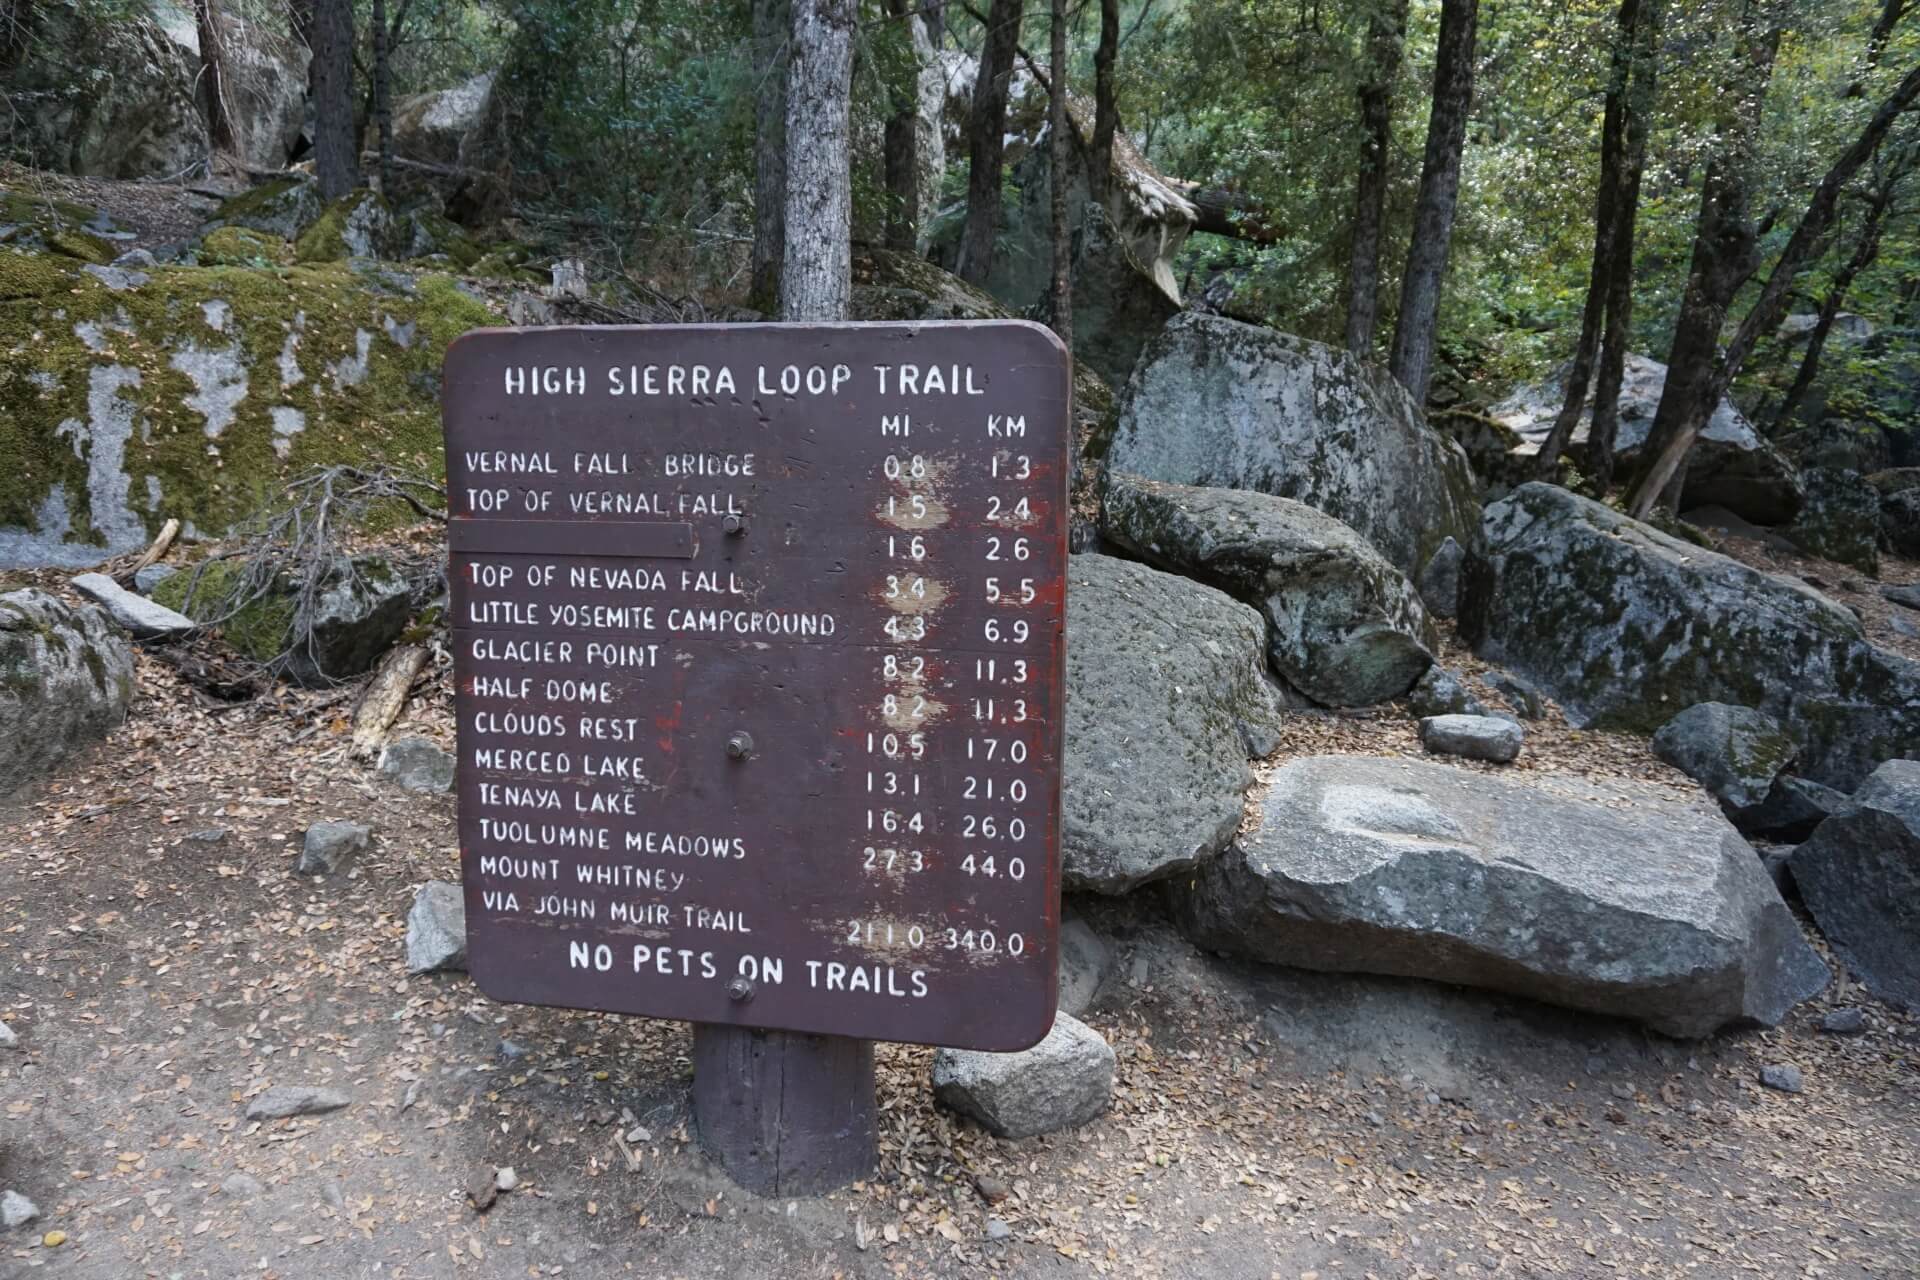 HIGH SIERRA LOOP TRAIL
MI KM
VERNAL FALL BRIDGE 0.8 1.3
TOP OF VERNAL FALL 1.5 2.4
1.6 2.6
TOP OF NEVADA FALL 3.4 5.5
LITTLE YOSEMITE CAMPGROUND 4.3 6.9
GLACIER POINT 8.2 11.3
HALF DOME 8.2 11.3
CLOUDS REST 10.5 17.0
MERCED LAKE 13.1 21.0
TENAYA LAKE 16.4 26.0
TUOLUMNE MEADOWS 27.3 44.0
MOUNT WHITNEY
VIA JOHN MUIR TRAIL 211.0 340.0
NO PETS ON TRAILS